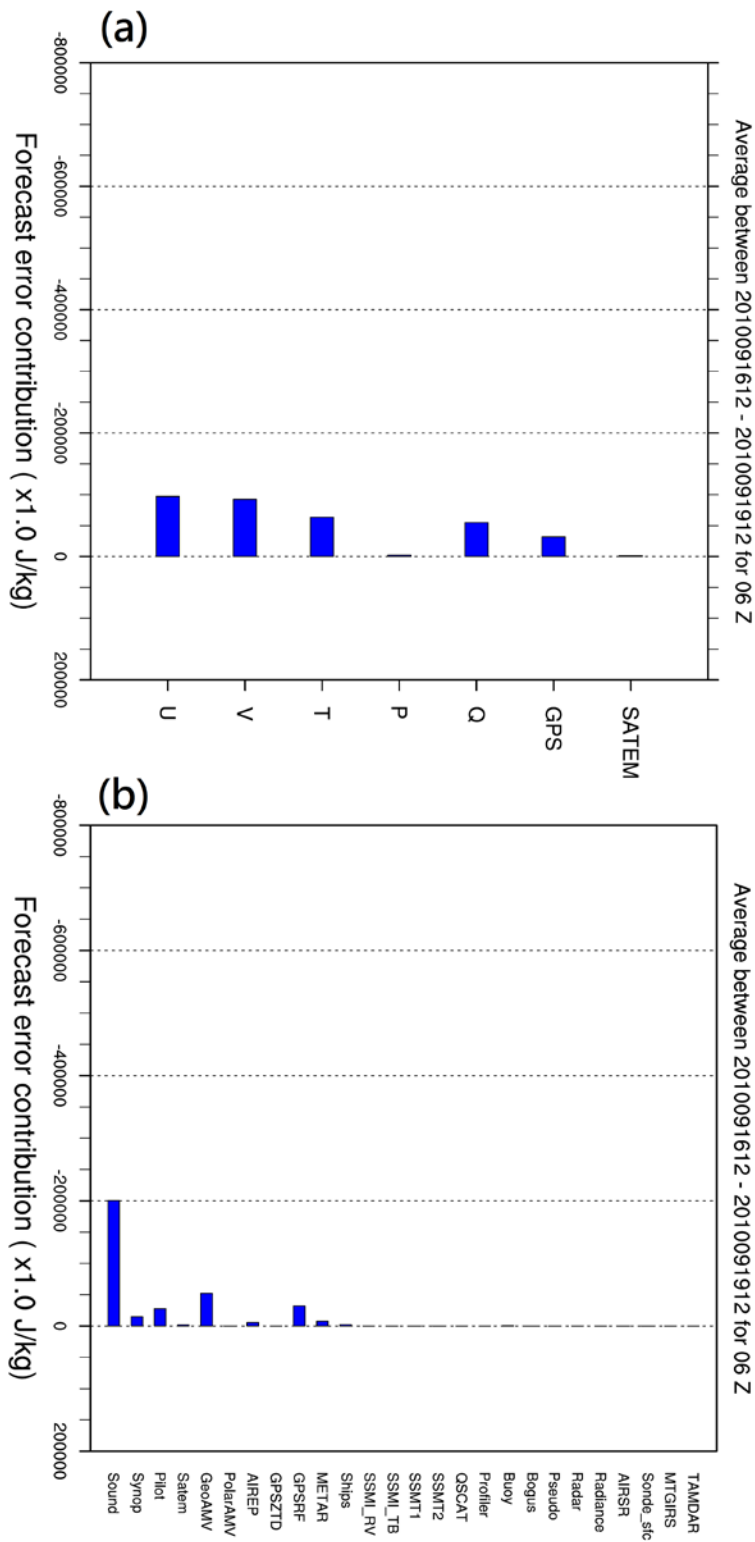 (a)
Average between 2010091612 - 2010091912 for 06 Z
-800000
-600000
-400000
-200000
0
200000
Forecast error contribution ( x1.0 J/kg)
U
V
T
P
Q
GPS
SATEM
(b)
Average between 2010091612 - 2010091912 for 06 Z
-800000
-600000
-400000
-200000
0
200000
Forecast error contribution ( x1.0 J/kg)
Sound
Synop
Pilot
Satem
GeoAMV
PolarAMV
AIREP
GPSZTD
GPSRF
METAR
Ships
SSMI_RV
SSMI_TB
SSMT1
SSMT2
QSCAT
Profiler
Buoy
Bogus
Pseudo
Radar
Radiance
AIRSR
Sonde_sfc
MTGIRS
TAMDAR